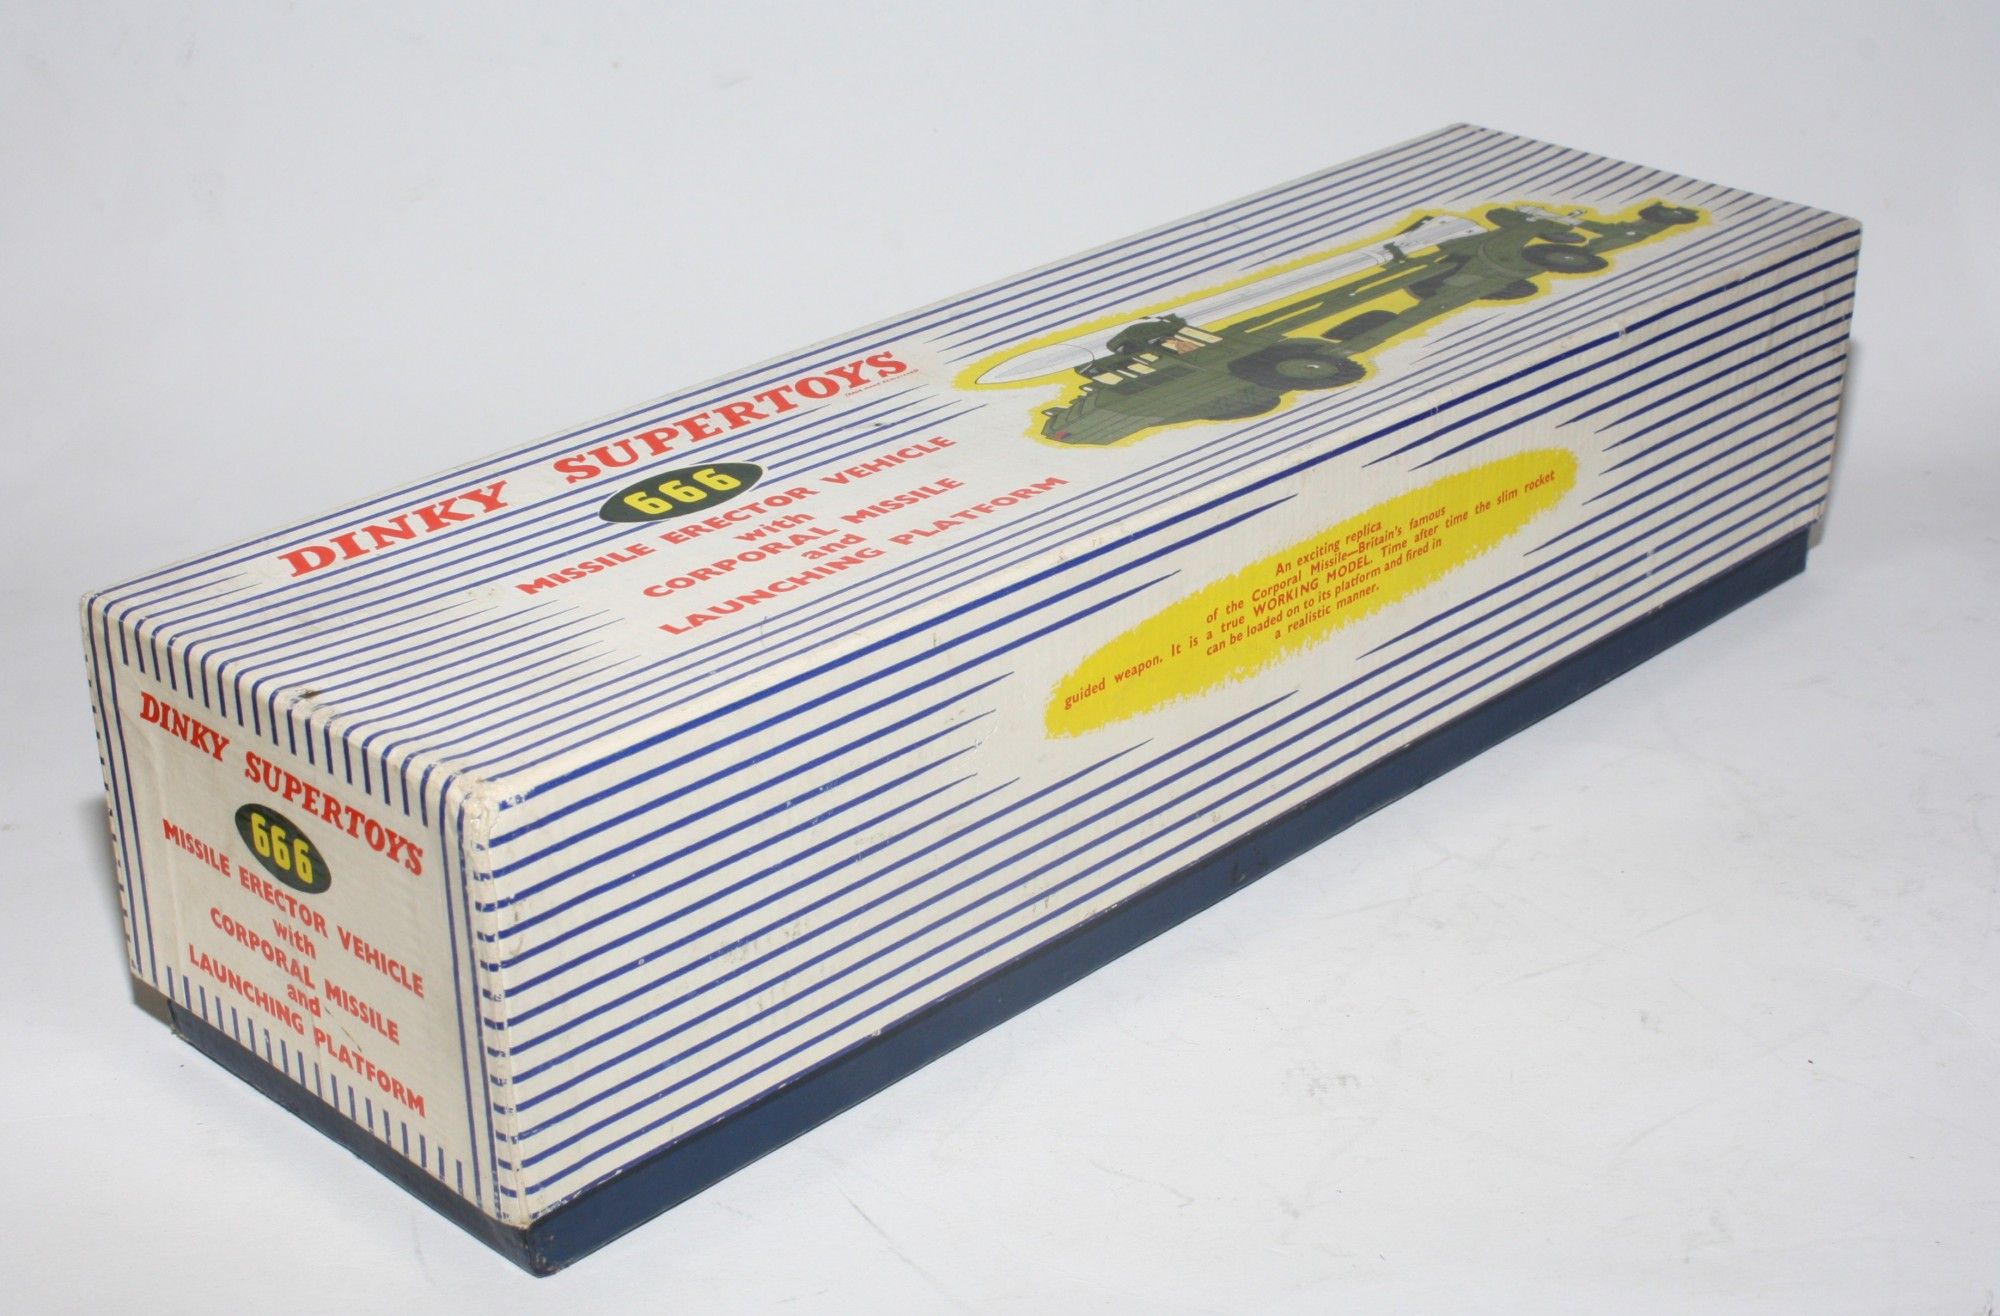 DINKY SUPERTOYS
TRADE MARK REGISTERED
666
MISSILE ERECTOR VEHICLE
with
CORPORAL MISSILE
and
LAUNCHING PLATFORM
An exciting replica
of the Corporal Missile—Britain's famous
guided weapon. It is a true WORKING MODEL. Time after time the slim rocket
can be loaded on to its platform and fired in
a realistic manner.
DINKY SUPERTOYS
666
MISSILE ERECTOR VEHICLE
with
CORPORAL MISSILE
and
LAUNCHING PLATFORM